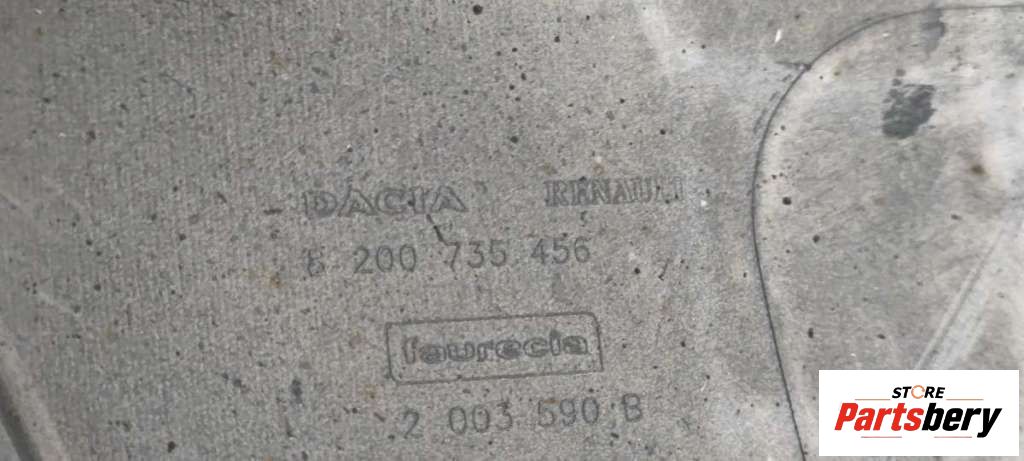 DACIA RENAULT
8 200 735 456
faurecia
2 003 590 B
STORE
Partsbery